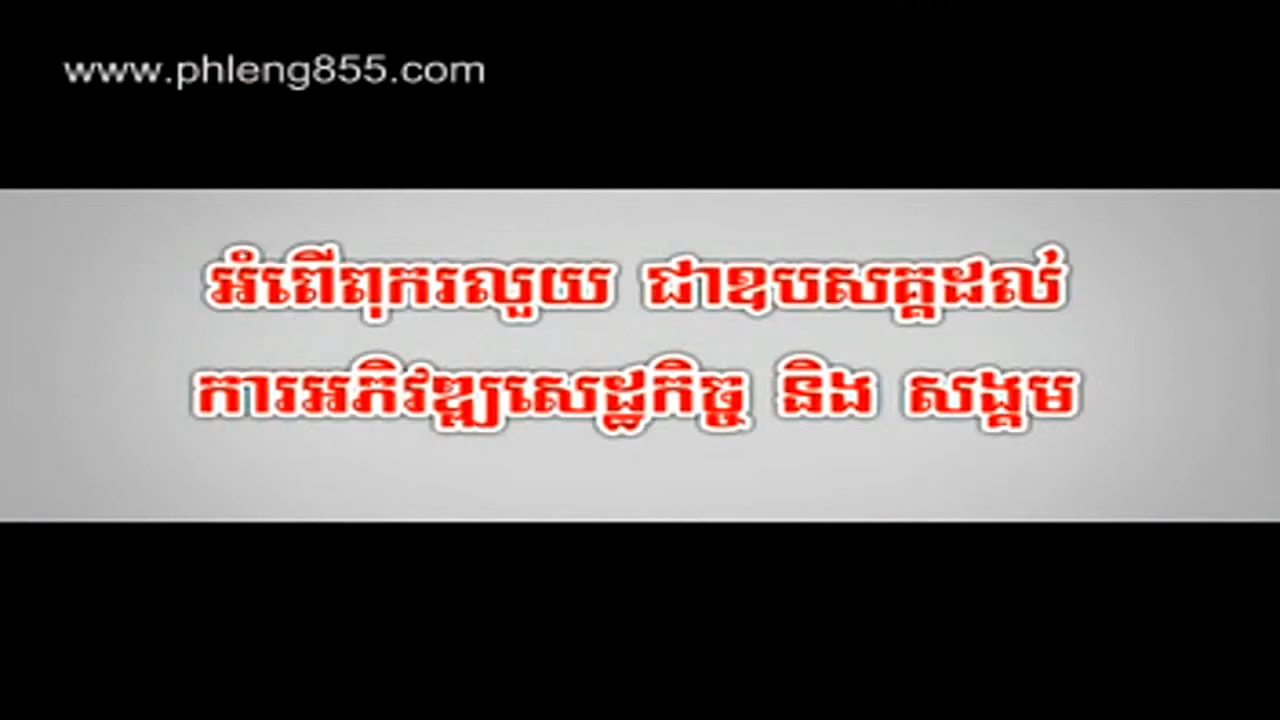 www.phleng855.com
អំពើពុករលួយ ជាឧបសគ្គដល់
ការអភិវឌ្ឍសេដ្ឋកិច្ច និង សង្គម